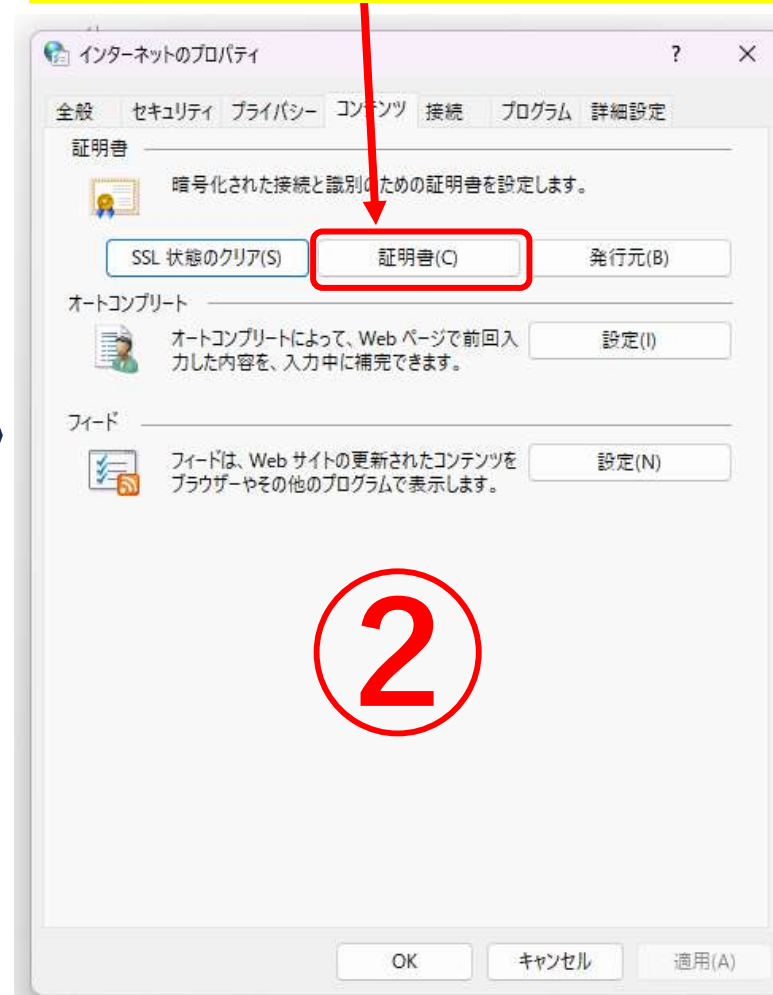 インターネットのプロパティ ? ×
全般 セキュリティ プライバシー コンテンツ 接続 プログラム 詳細設定
証明書
暗号化された接続と識別のための証明書を設定します。
SSL 状態のクリア(S) 証明書(C) 発行元(B)
オートコンプリート
オートコンプリートによって、Web ページで前回入
力した内容を、入力中に補完できます。
設定(I)
フィード
フィードは、Web サイトの更新されたコンテンツを
ブラウザーやその他のプログラムで表示します。
設定(N)
②
OK キャンセル 適用(A)